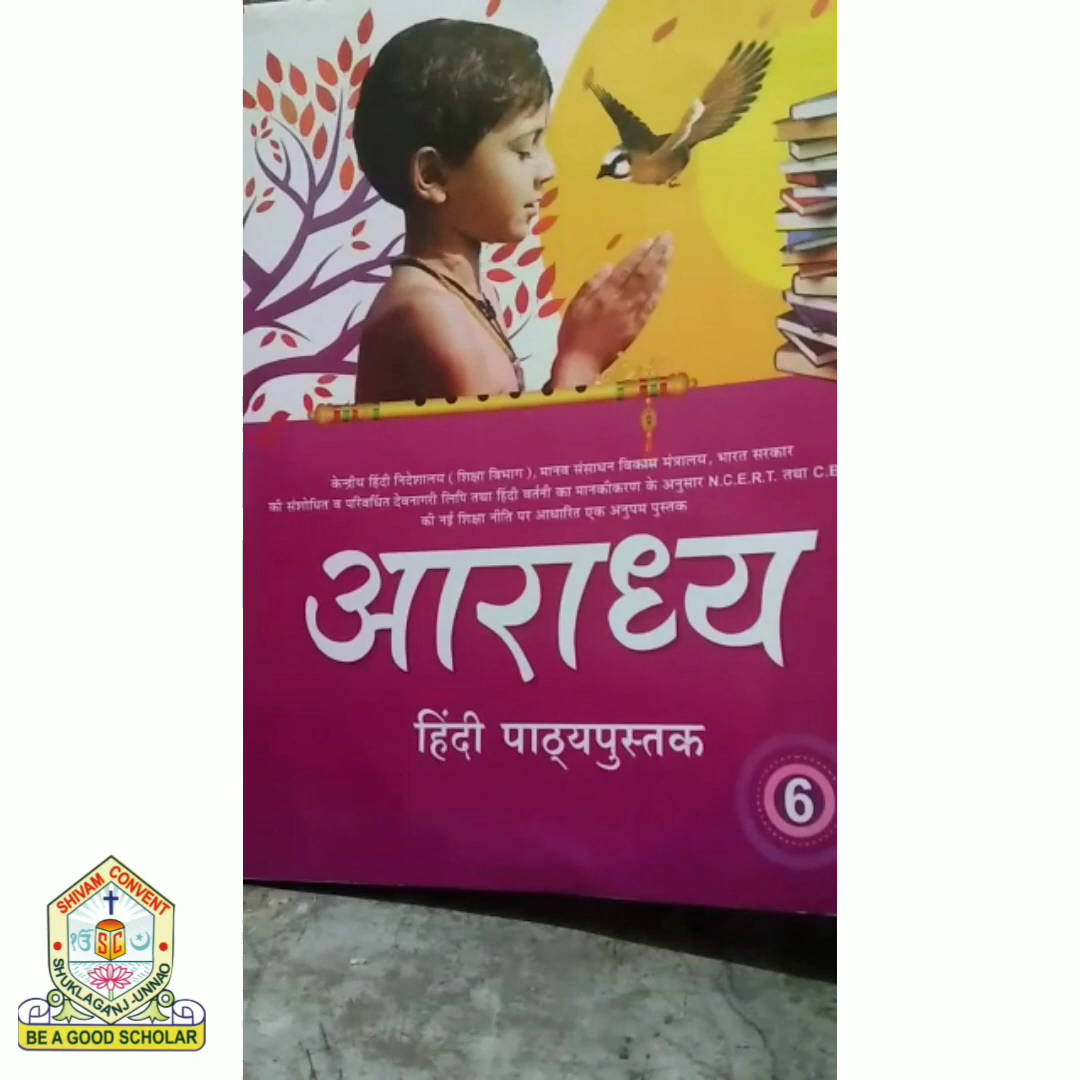 केन्द्रीय हिंदी निदेशालय ( शिक्षा विभाग ), मानव संसाधन विकास मंत्रालय, भारत सरकार
की संशोधित व परिवर्धित देवनागरी लिपि तथा हिंदी वर्तनी का मानकीकरण के अनुसार N.C.E.R.T. तथा C.B
की नई शिक्षा नीति पर आधारित एक अनुपम पुस्तक
आराध्य
हिंदी पाठ्यपुस्तक
6
SHIVAM CONVENT
SC
SHUKLAGANJ-UNNAO
BE A GOOD SCHOLAR